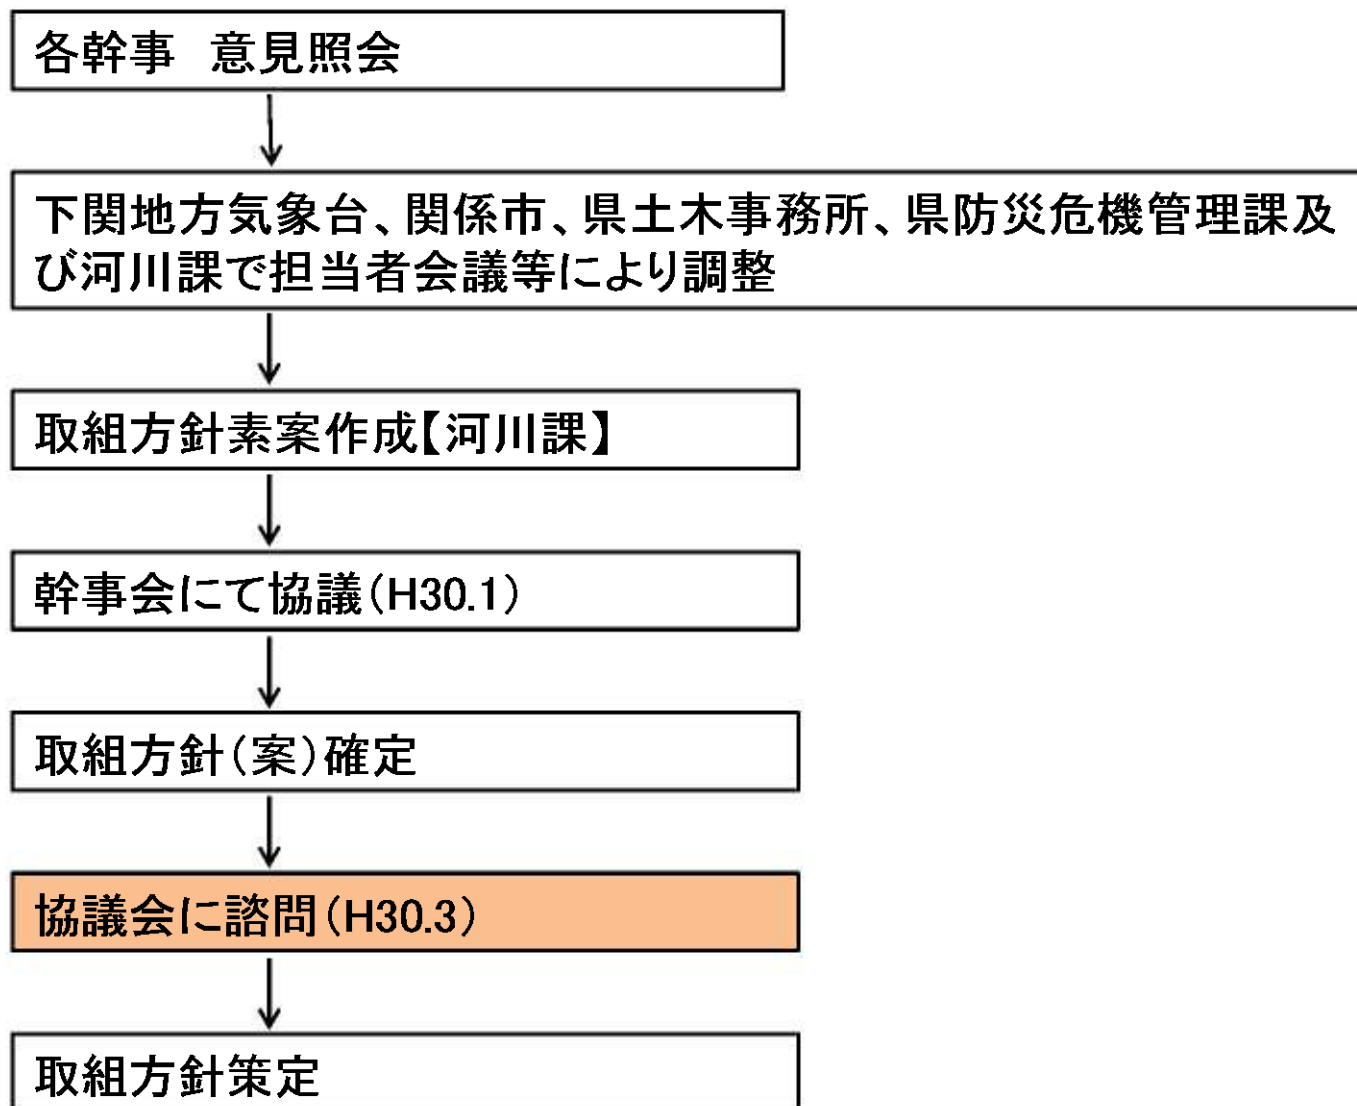 各幹事　意見照会
下関地方気象台、関係市、県土木事務所、県防災危機管理課及
び河川課で担当者会議等により調整
取組方針素案作成【河川課】
幹事会にて協議（H30.1）
取組方針（案）確定
協議会に諮問（H30.3）
取組方針策定